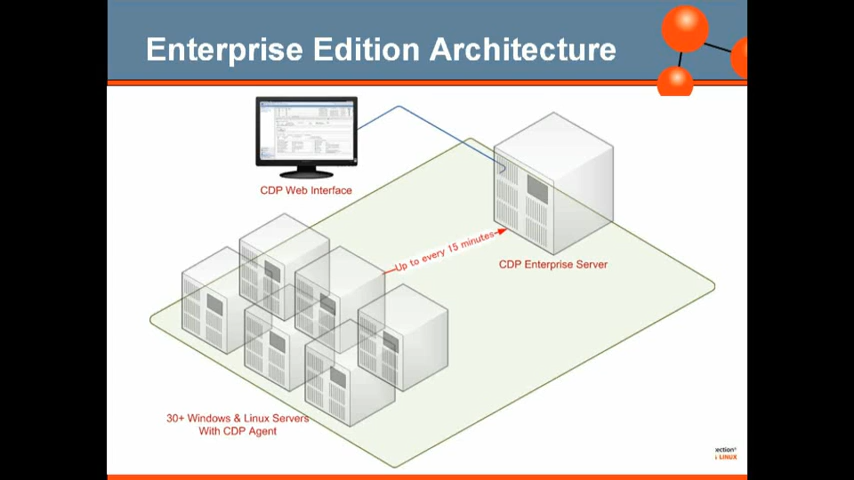 Enterprise Edition Architecture
CDP Web Interface
Up to every 15 minutes
CDP Enterprise Server
30+ Windows & Linux Servers
With CDP Agent
LINUX